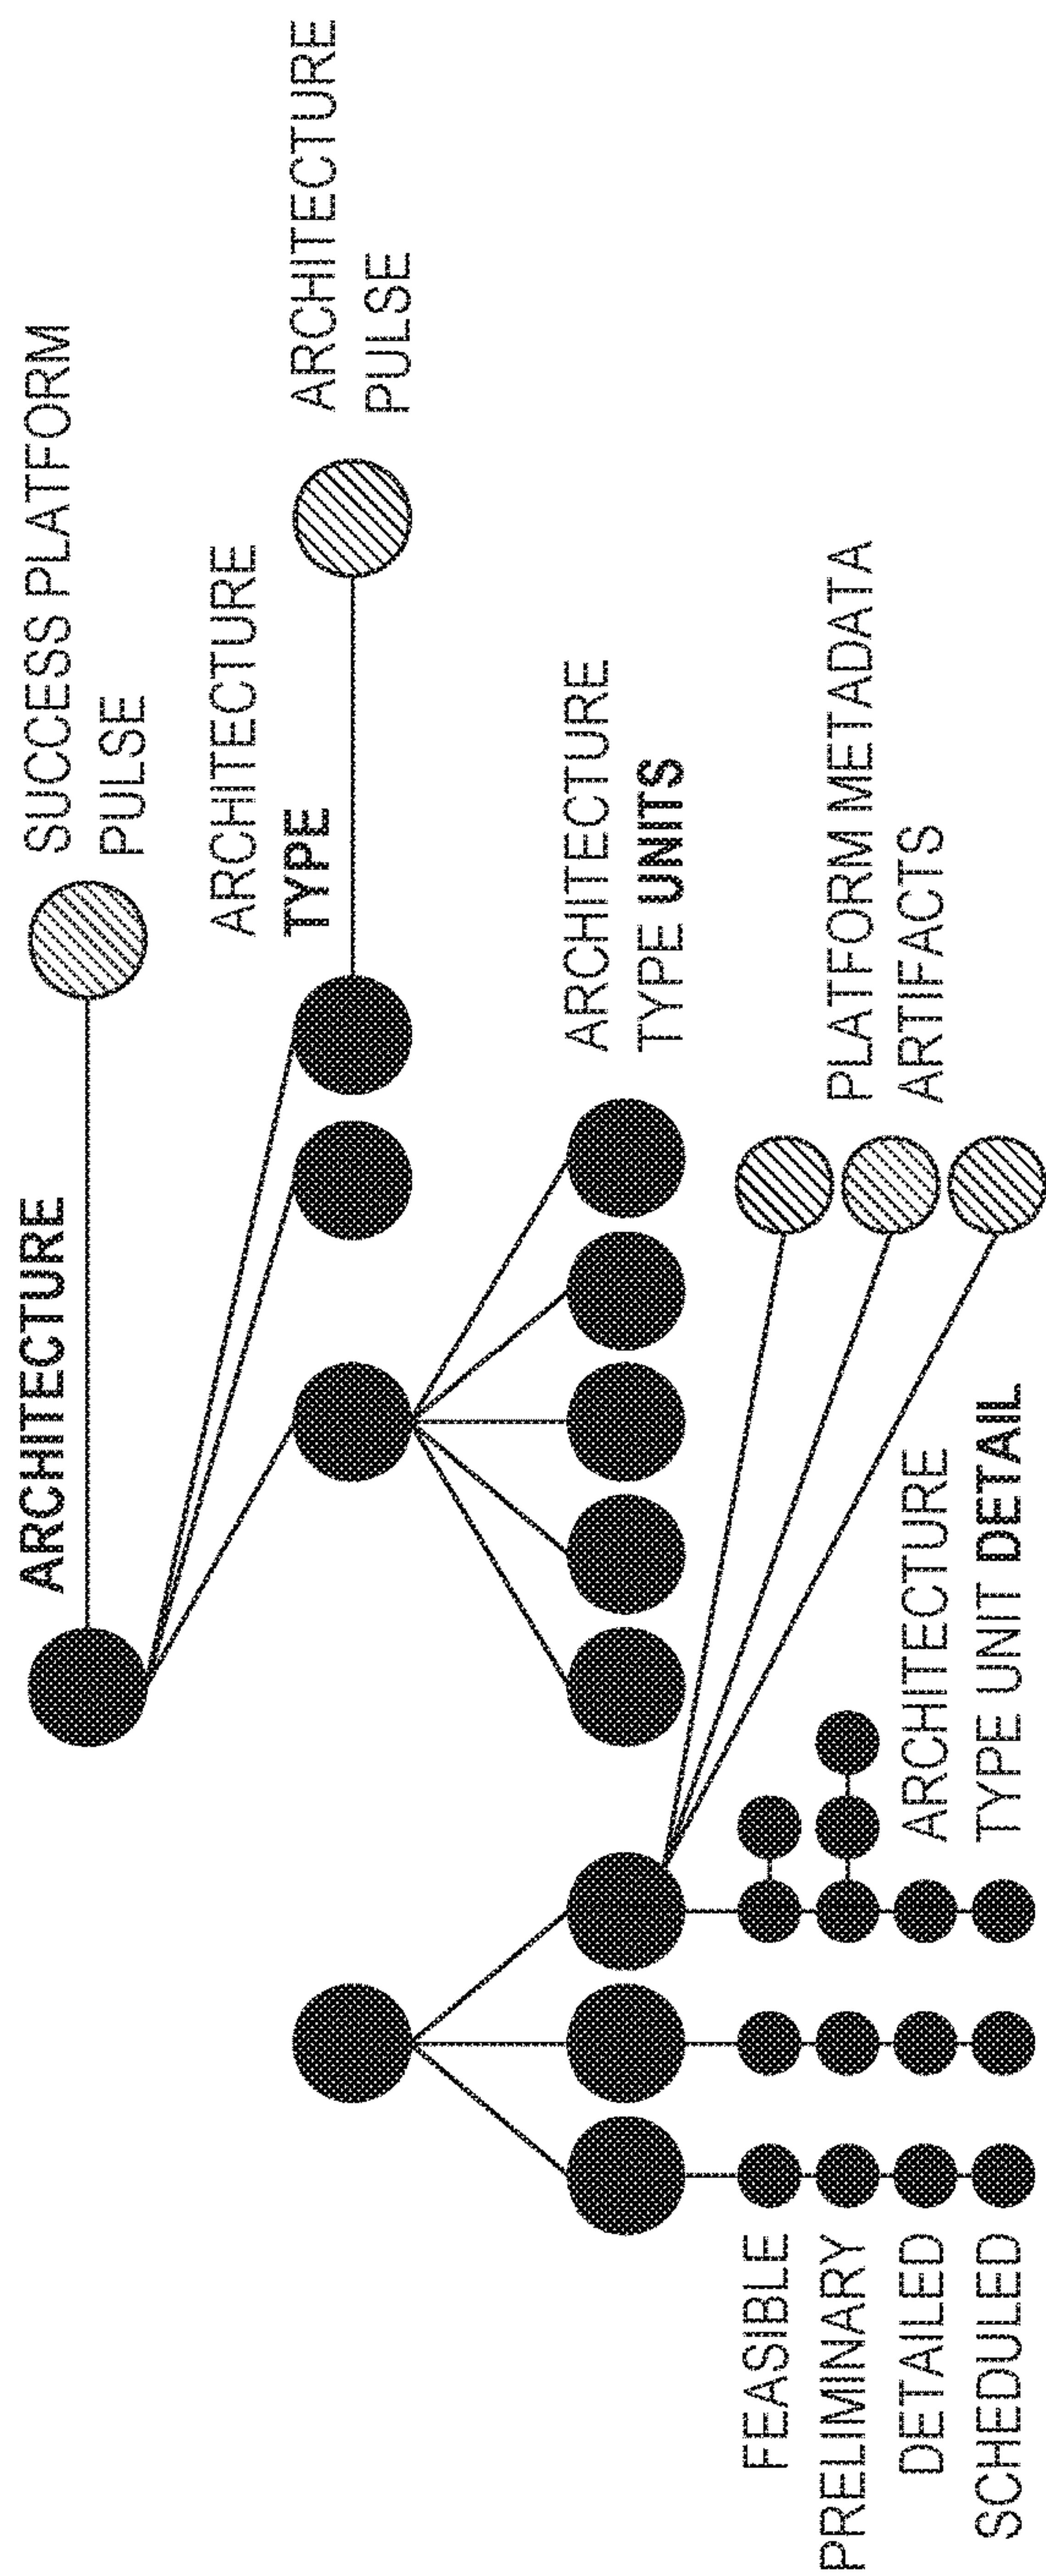 ARCHITECTURE
SUCCESS PLATFORM
PULSE
ARCHITECTURE
TYPE
ARCHITECTURE
PULSE
ARCHITECTURE
TYPE UNITS
PLATFORM METADATA
ARTIFACTS
FEASIBLE
PRELIMINARY
DETAILED
SCHEDULED
ARCHITECTURE
TYPE UNIT DETAIL